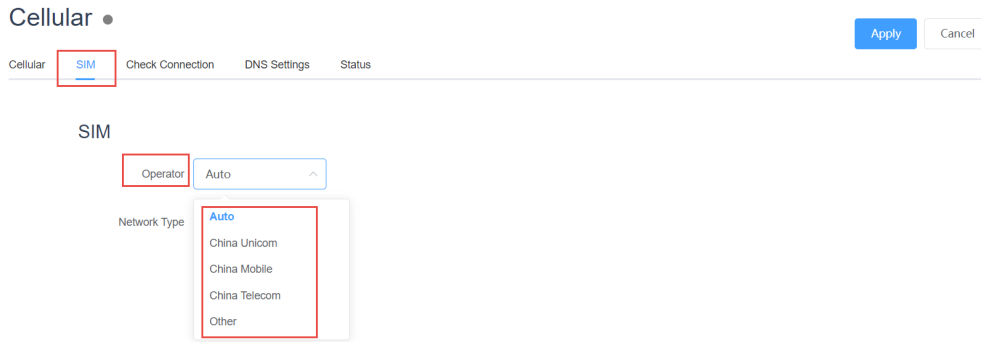 Cellular
Apply Cancel
Cellular SIM Check Connection DNS Settings Status
SIM
Operator Auto
Network Type
Auto
China Unicom
China Mobile
China Telecom
Other